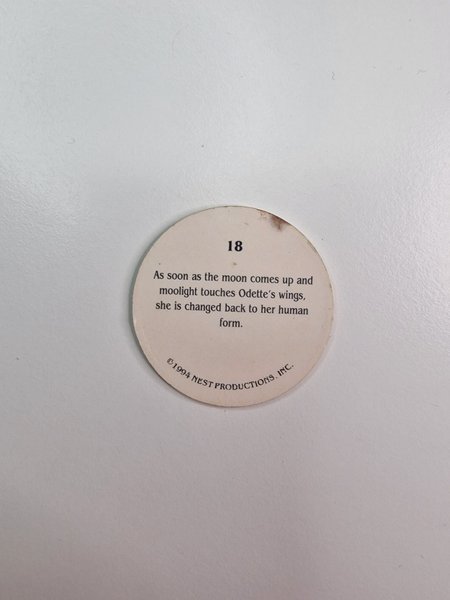 18
As soon as the moon comes up and
moolight touches Odette's wings,
she is changed back to her human
form.
©1994 NEST PRODUCTIONS, INC.